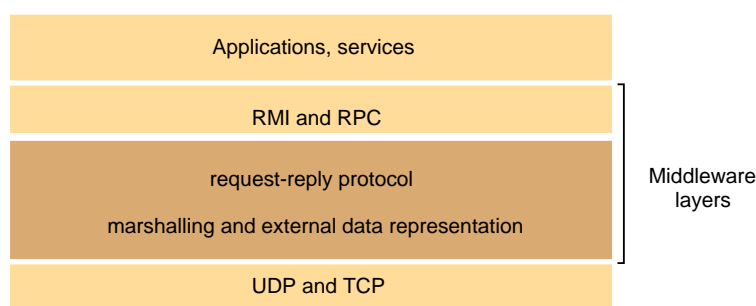 Applications, services
RMI and RPC
request-reply protocol
marshalling and external data representation
Middleware
layers
UDP and TCP